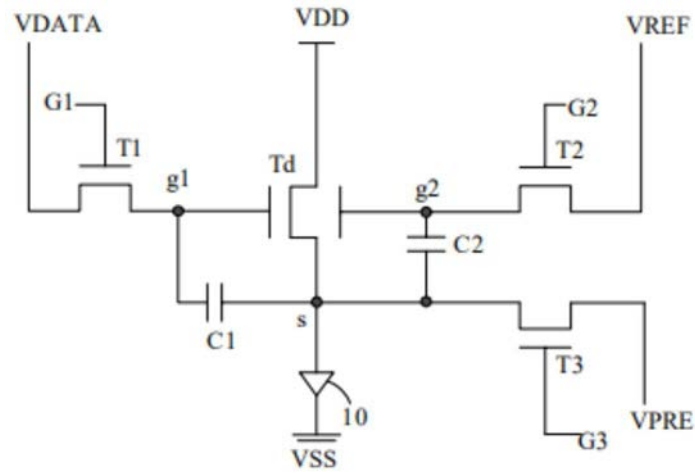 VDATA
VDD
VREF
G1
G2
T1
Td
T2
g1
g2
C2
s
C1
T3
10
VPRE
VSS
G3